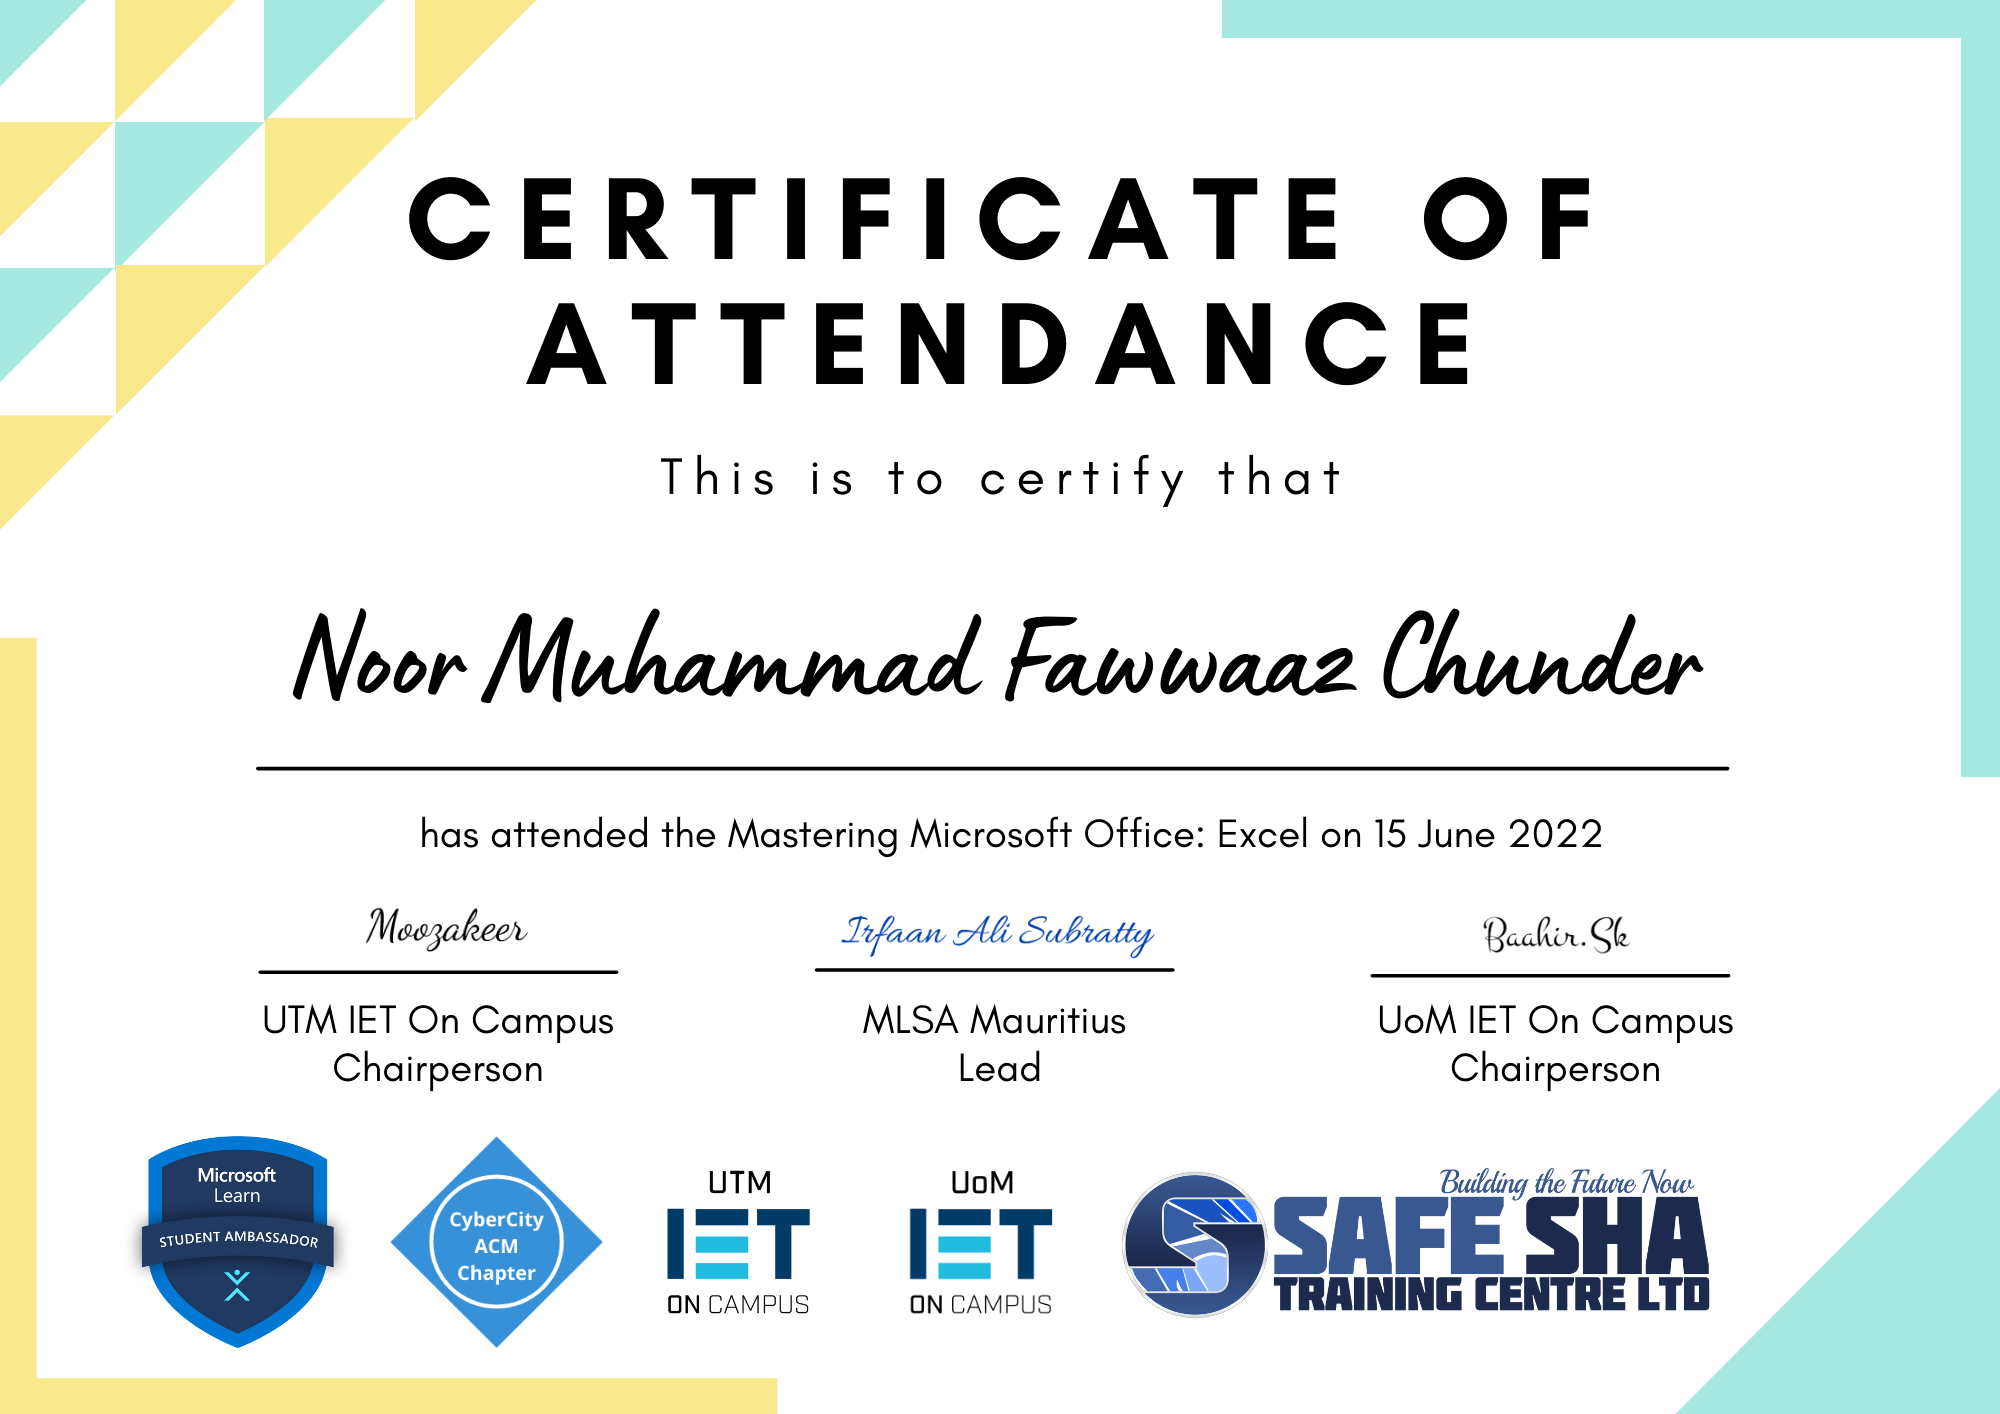 CERTIFICATE OF
ATTENDANCE
This is to certify that
Noor Muhammad Fawwaaz Chunder
has attended the Mastering Microsoft Office: Excel on 15 June 2022
Moozakeer
UTM IET On Campus
Chairperson
Irfaan Ali Subratty
MLSA Mauritius
Lead
Baahir.Sk
UoM IET On Campus
Chairperson
Microsoft
Learn
STUDENT AMBASSADOR
CyberCity
ACM
Chapter
UTM
IET
ON CAMPUS
UoM
IET
ON CAMPUS
Building the Future Now
SAFE SHA
TRAINING CENTRE LTD